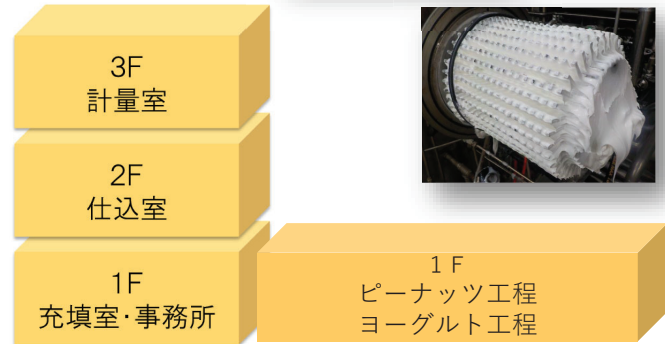 3F
計量室
2F
仕込室
1F
充填室･事務所
１Ｆ
ピーナッツ工程
ヨーグルト工程